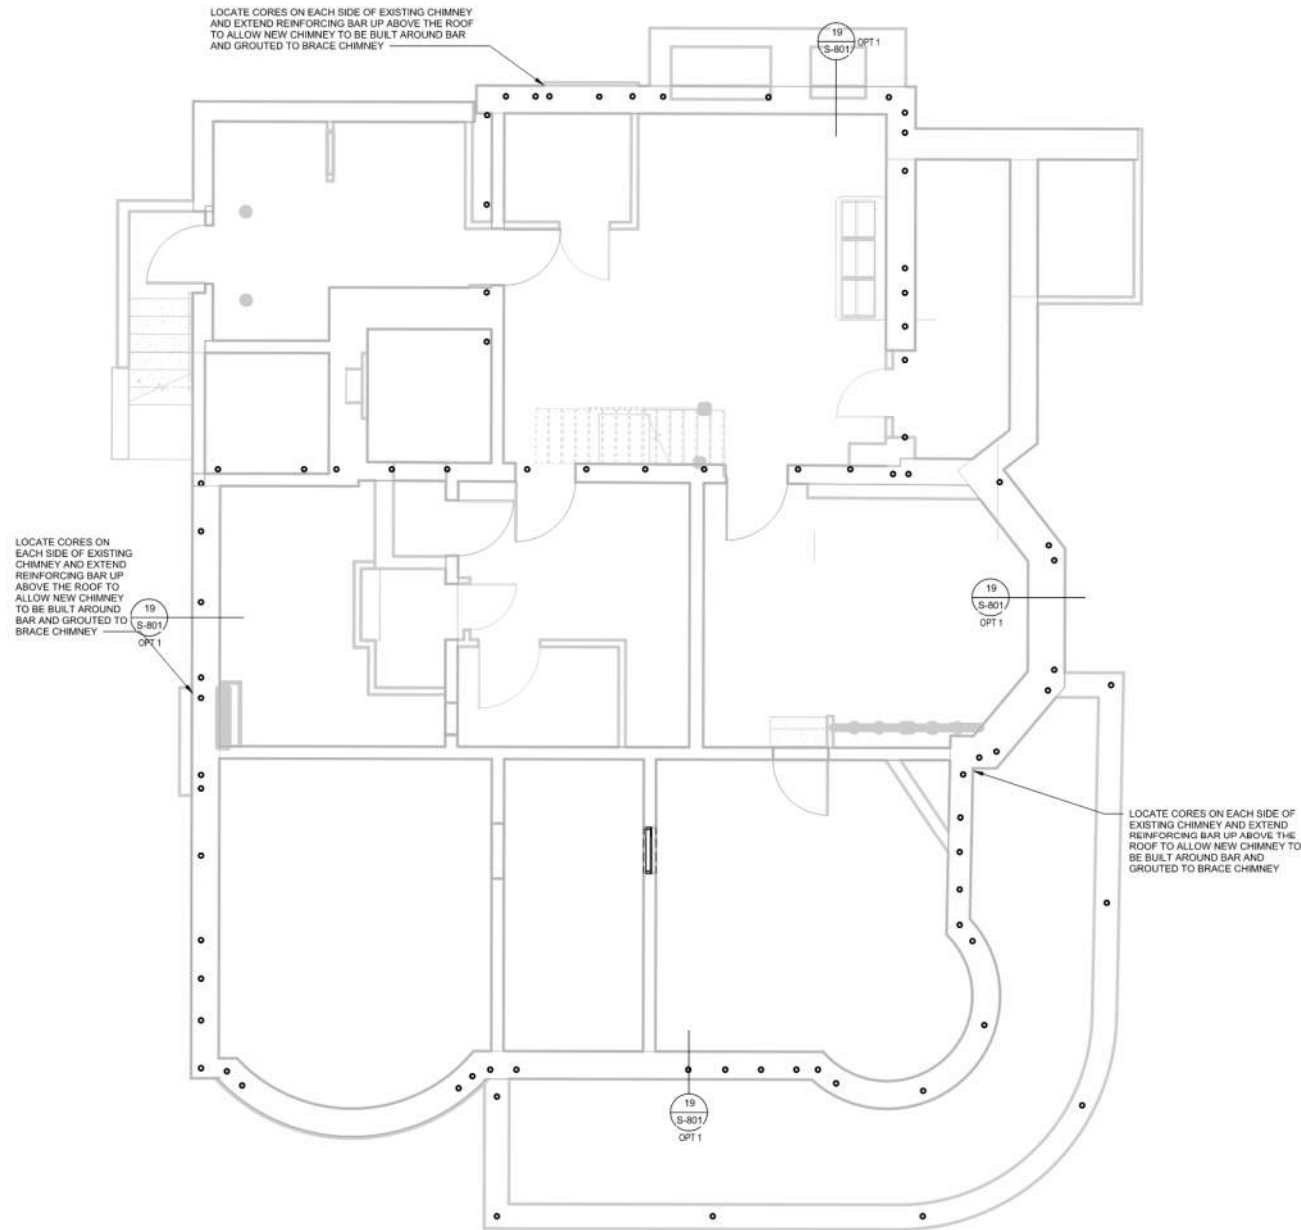 LOCATE CORES ON EACH SIDE OF EXISTING CHIMNEY
AND EXTEND REINFORCING BAR UP ABOVE THE ROOF
TO ALLOW NEW CHIMNEY TO BE BUILT AROUND BAR
AND GROUTED TO BRACE CHIMNEY
19
S-801
OPT 1
LOCATE CORES ON
EACH SIDE OF EXISTING
CHIMNEY AND EXTEND
REINFORCING BAR UP
ABOVE THE ROOF TO
ALLOW NEW CHIMNEY
TO BE BUILT AROUND
BAR AND GROUTED TO
BRACE CHIMNEY
19
S-801
OPT 1
19
S-801
OPT 1
LOCATE CORES ON EACH SIDE OF
EXISTING CHIMNEY AND EXTEND
REINFORCING BAR UP ABOVE THE
ROOF TO ALLOW NEW CHIMNEY TO
BE BUILT AROUND BAR AND
GROUTED TO BRACE CHIMNEY
19
S-801
OPT 1